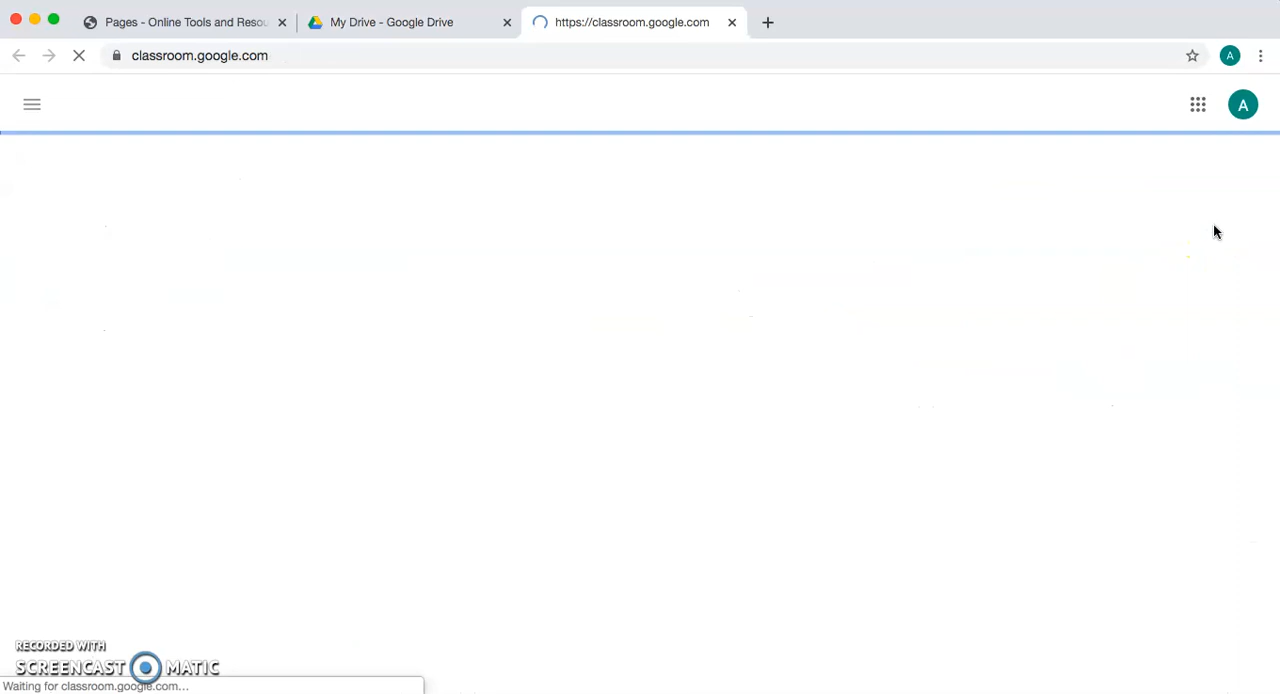 Pages - Online Tools and Resou
My Drive - Google Drive
https://classroom.google.com
classroom.google.com
A
A
RECORDED WITH
SCREENCAST MATIC
Waiting for classroom.google.com...